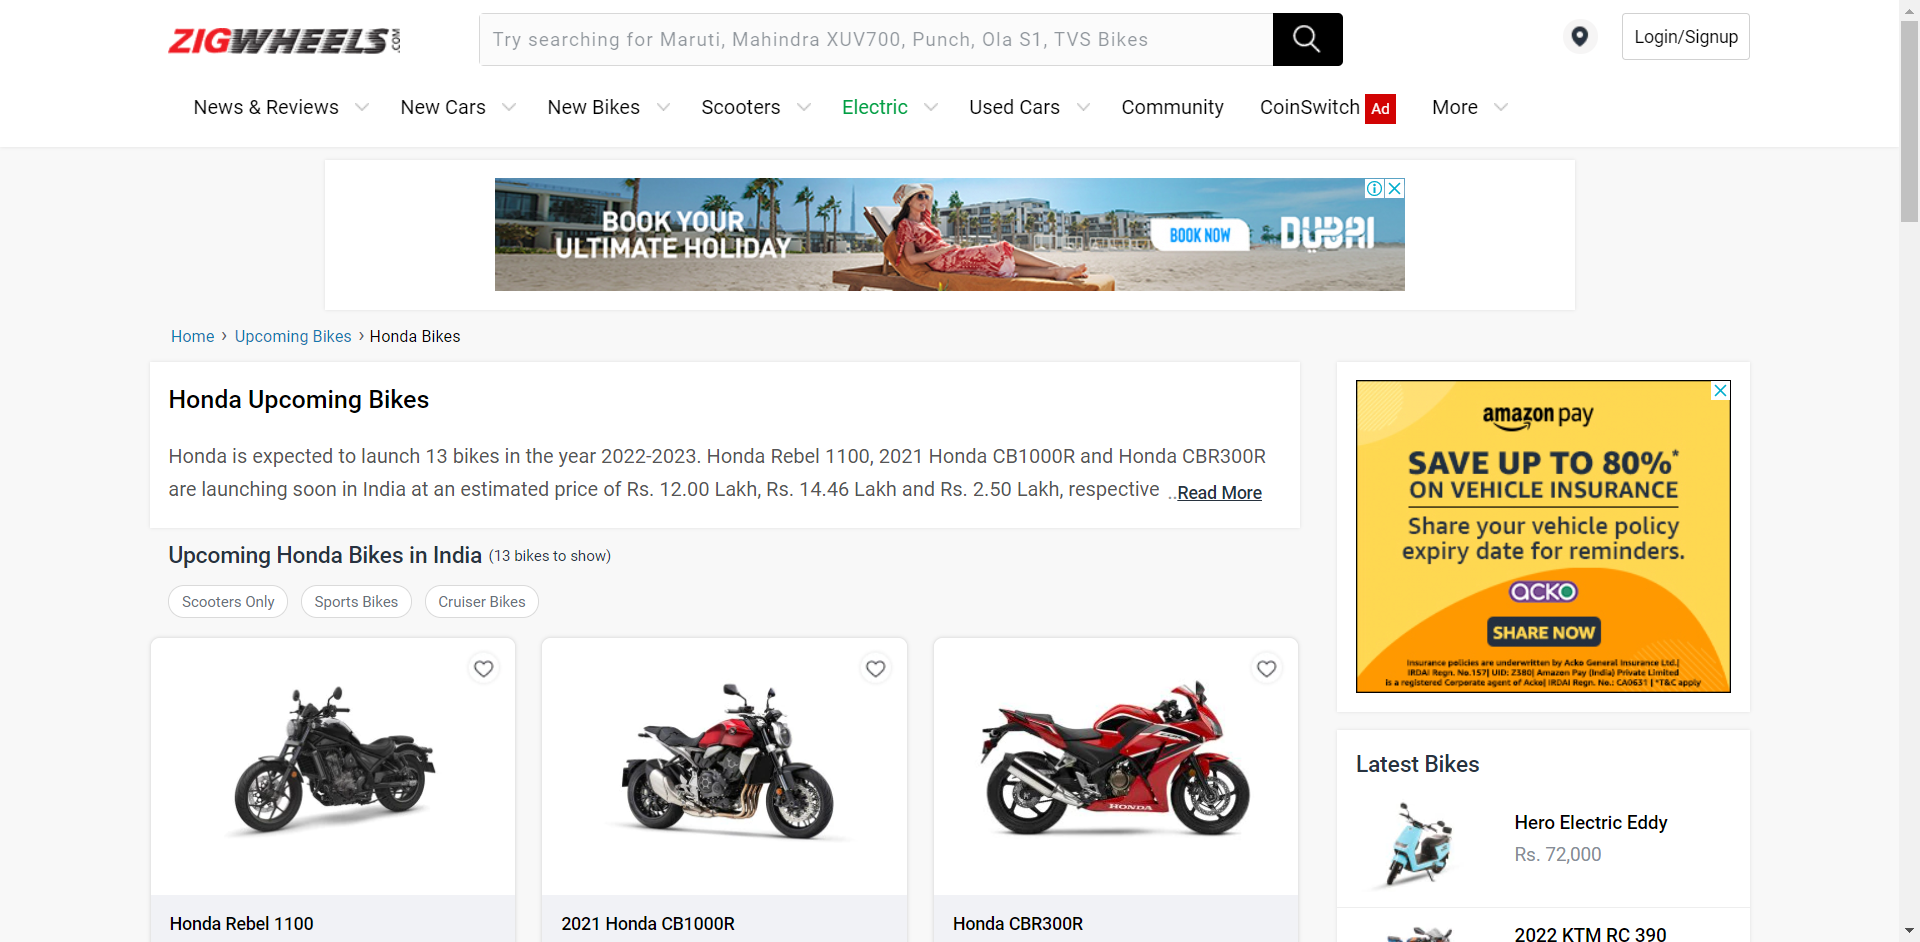 ZIGWHEELS.COM
Try searching for Maruti, Mahindra XUV700, Punch, Ola S1, TVS Bikes
Login/Signup
News & Reviews
New Cars
New Bikes
Scooters
Electric
Used Cars
Community
CoinSwitch Ad
More
BOOK YOUR
ULTIMATE HOLIDAY
BOOK NOW
DUBAI
Home › Upcoming Bikes › Honda Bikes
Honda Upcoming Bikes
Honda is expected to launch 13 bikes in the year 2022-2023. Honda Rebel 1100, 2021 Honda CB1000R and Honda CBR300R
are launching soon in India at an estimated price of Rs. 12.00 Lakh, Rs. 14.46 Lakh and Rs. 2.50 Lakh, respective ..Read More
Upcoming Honda Bikes in India (13 bikes to show)
Scooters Only
Sports Bikes
Cruiser Bikes
HONDA
Honda Rebel 1100
2021 Honda CB1000R
Honda CBR300R
amazon pay
SAVE UP TO 80%*
ON VEHICLE INSURANCE
Share your vehicle policy
expiry date for reminders.
acko
SHARE NOW
Insurance policies are underwritten by Acko General Insurance Ltd.|
IRDAI Regn. No.157| UID: Z380| Amazon Pay (India) Private Limited
is a registered Corporate agent of Acko| IRDAI Regn. No.: CA0631 | *T&C apply
Latest Bikes
Hero Electric Eddy
Rs. 72,000
2022 KTM RC 390